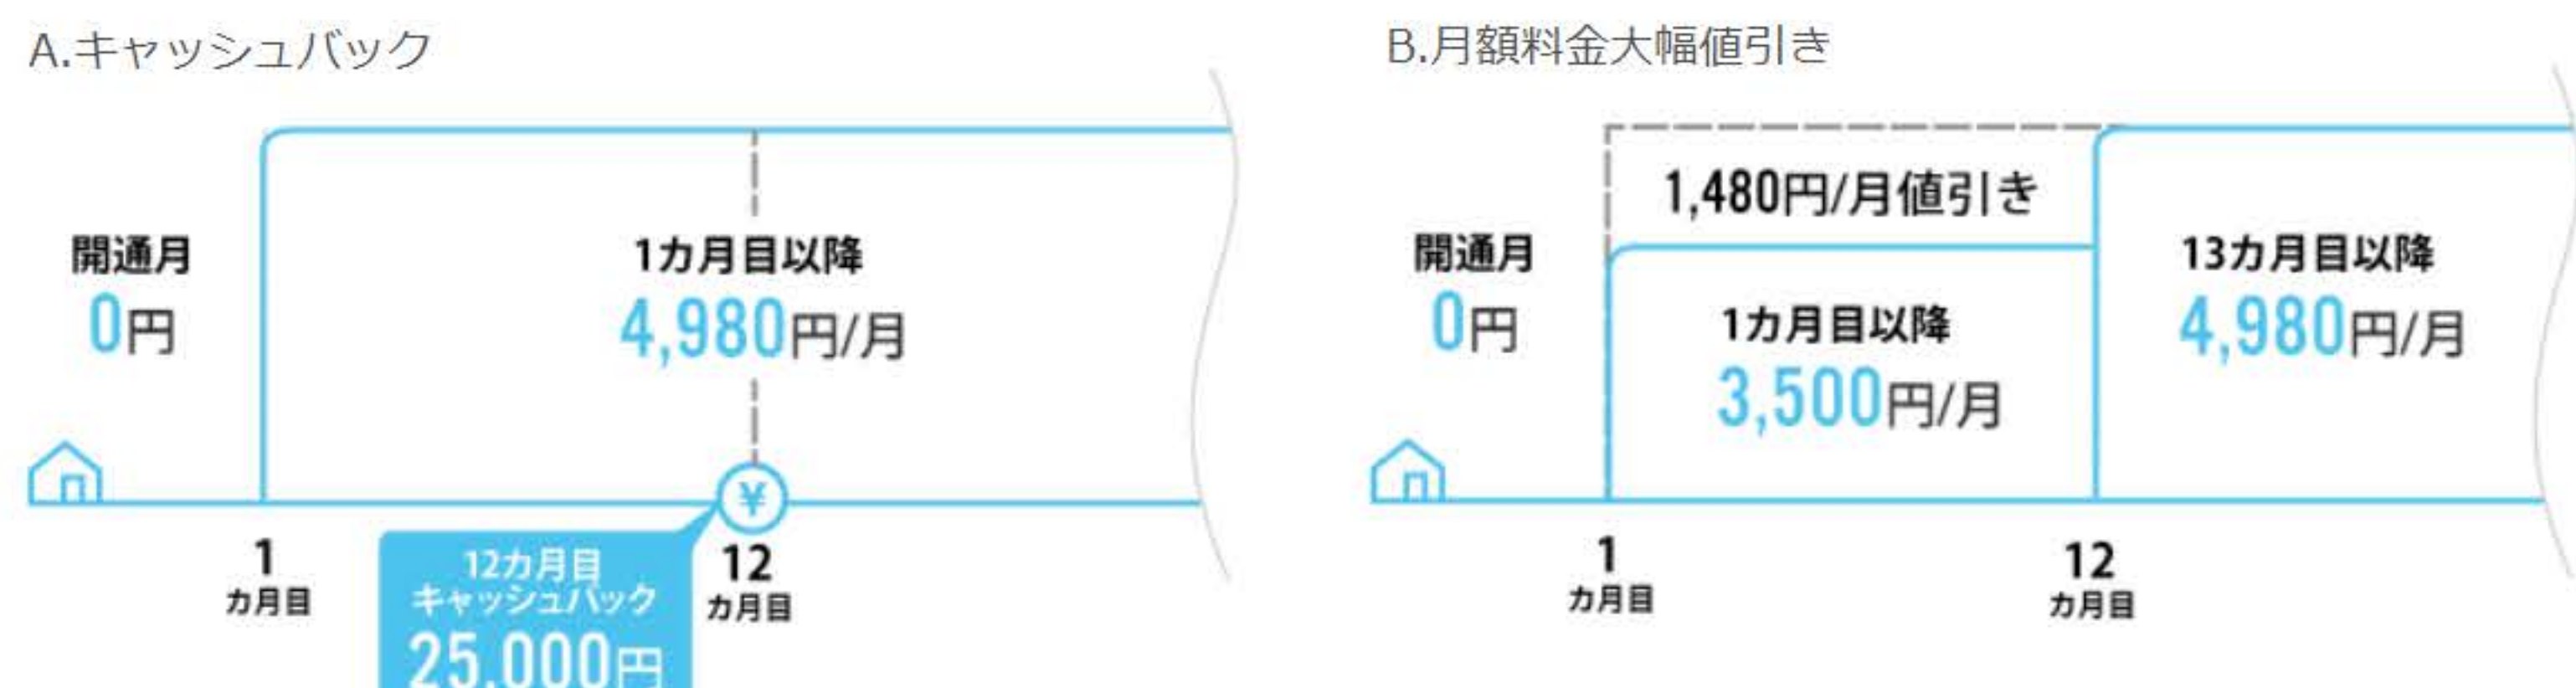 A.キャッシュバック
開通月
0円
1カ月目以降
4,980円/月
¥
1
カ月目
12カ月目
キャッシュバック
25,000円
12
カ月目
B.月額料金大幅値引き
開通月
0円
1,480円/月値引き
1カ月目以降
3,500円/月
13カ月目以降
4,980円/月
1
カ月目
12
カ月目